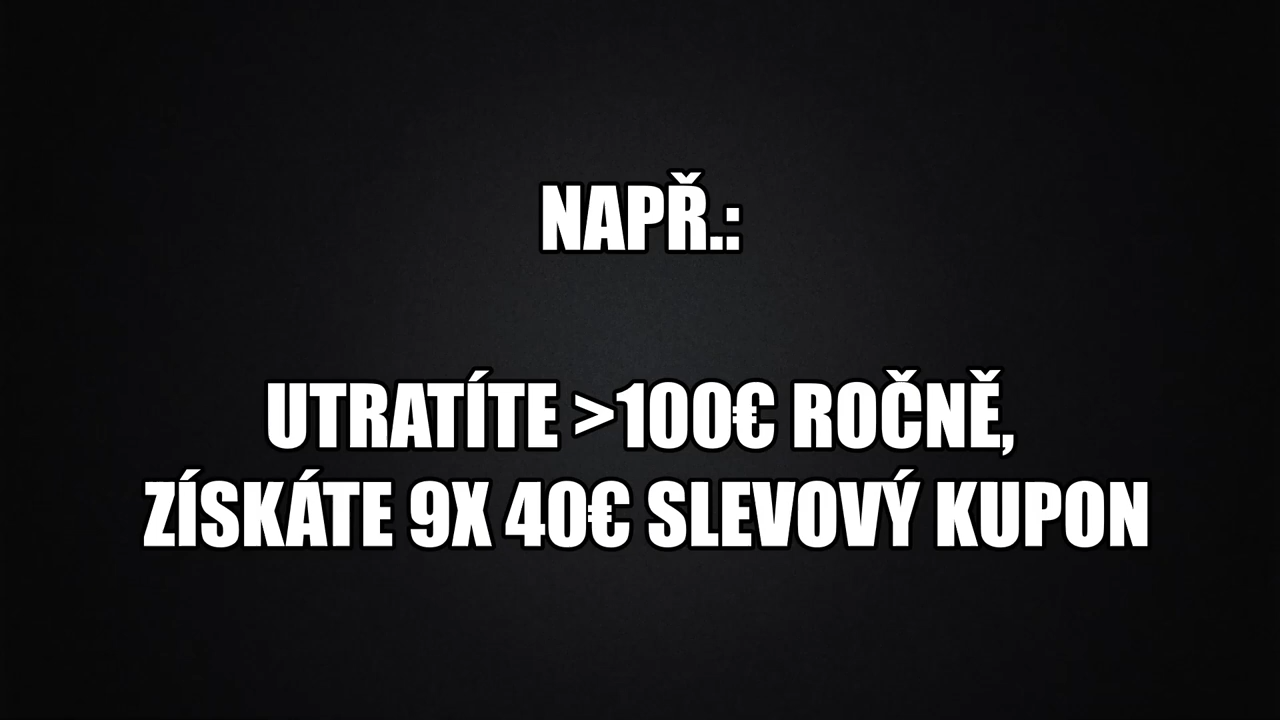 NAPŘ.:
UTRATÍTE >100€ ROČNĚ,
ZÍSKÁTE 9X 40€ SLEVOVÝ KUPON